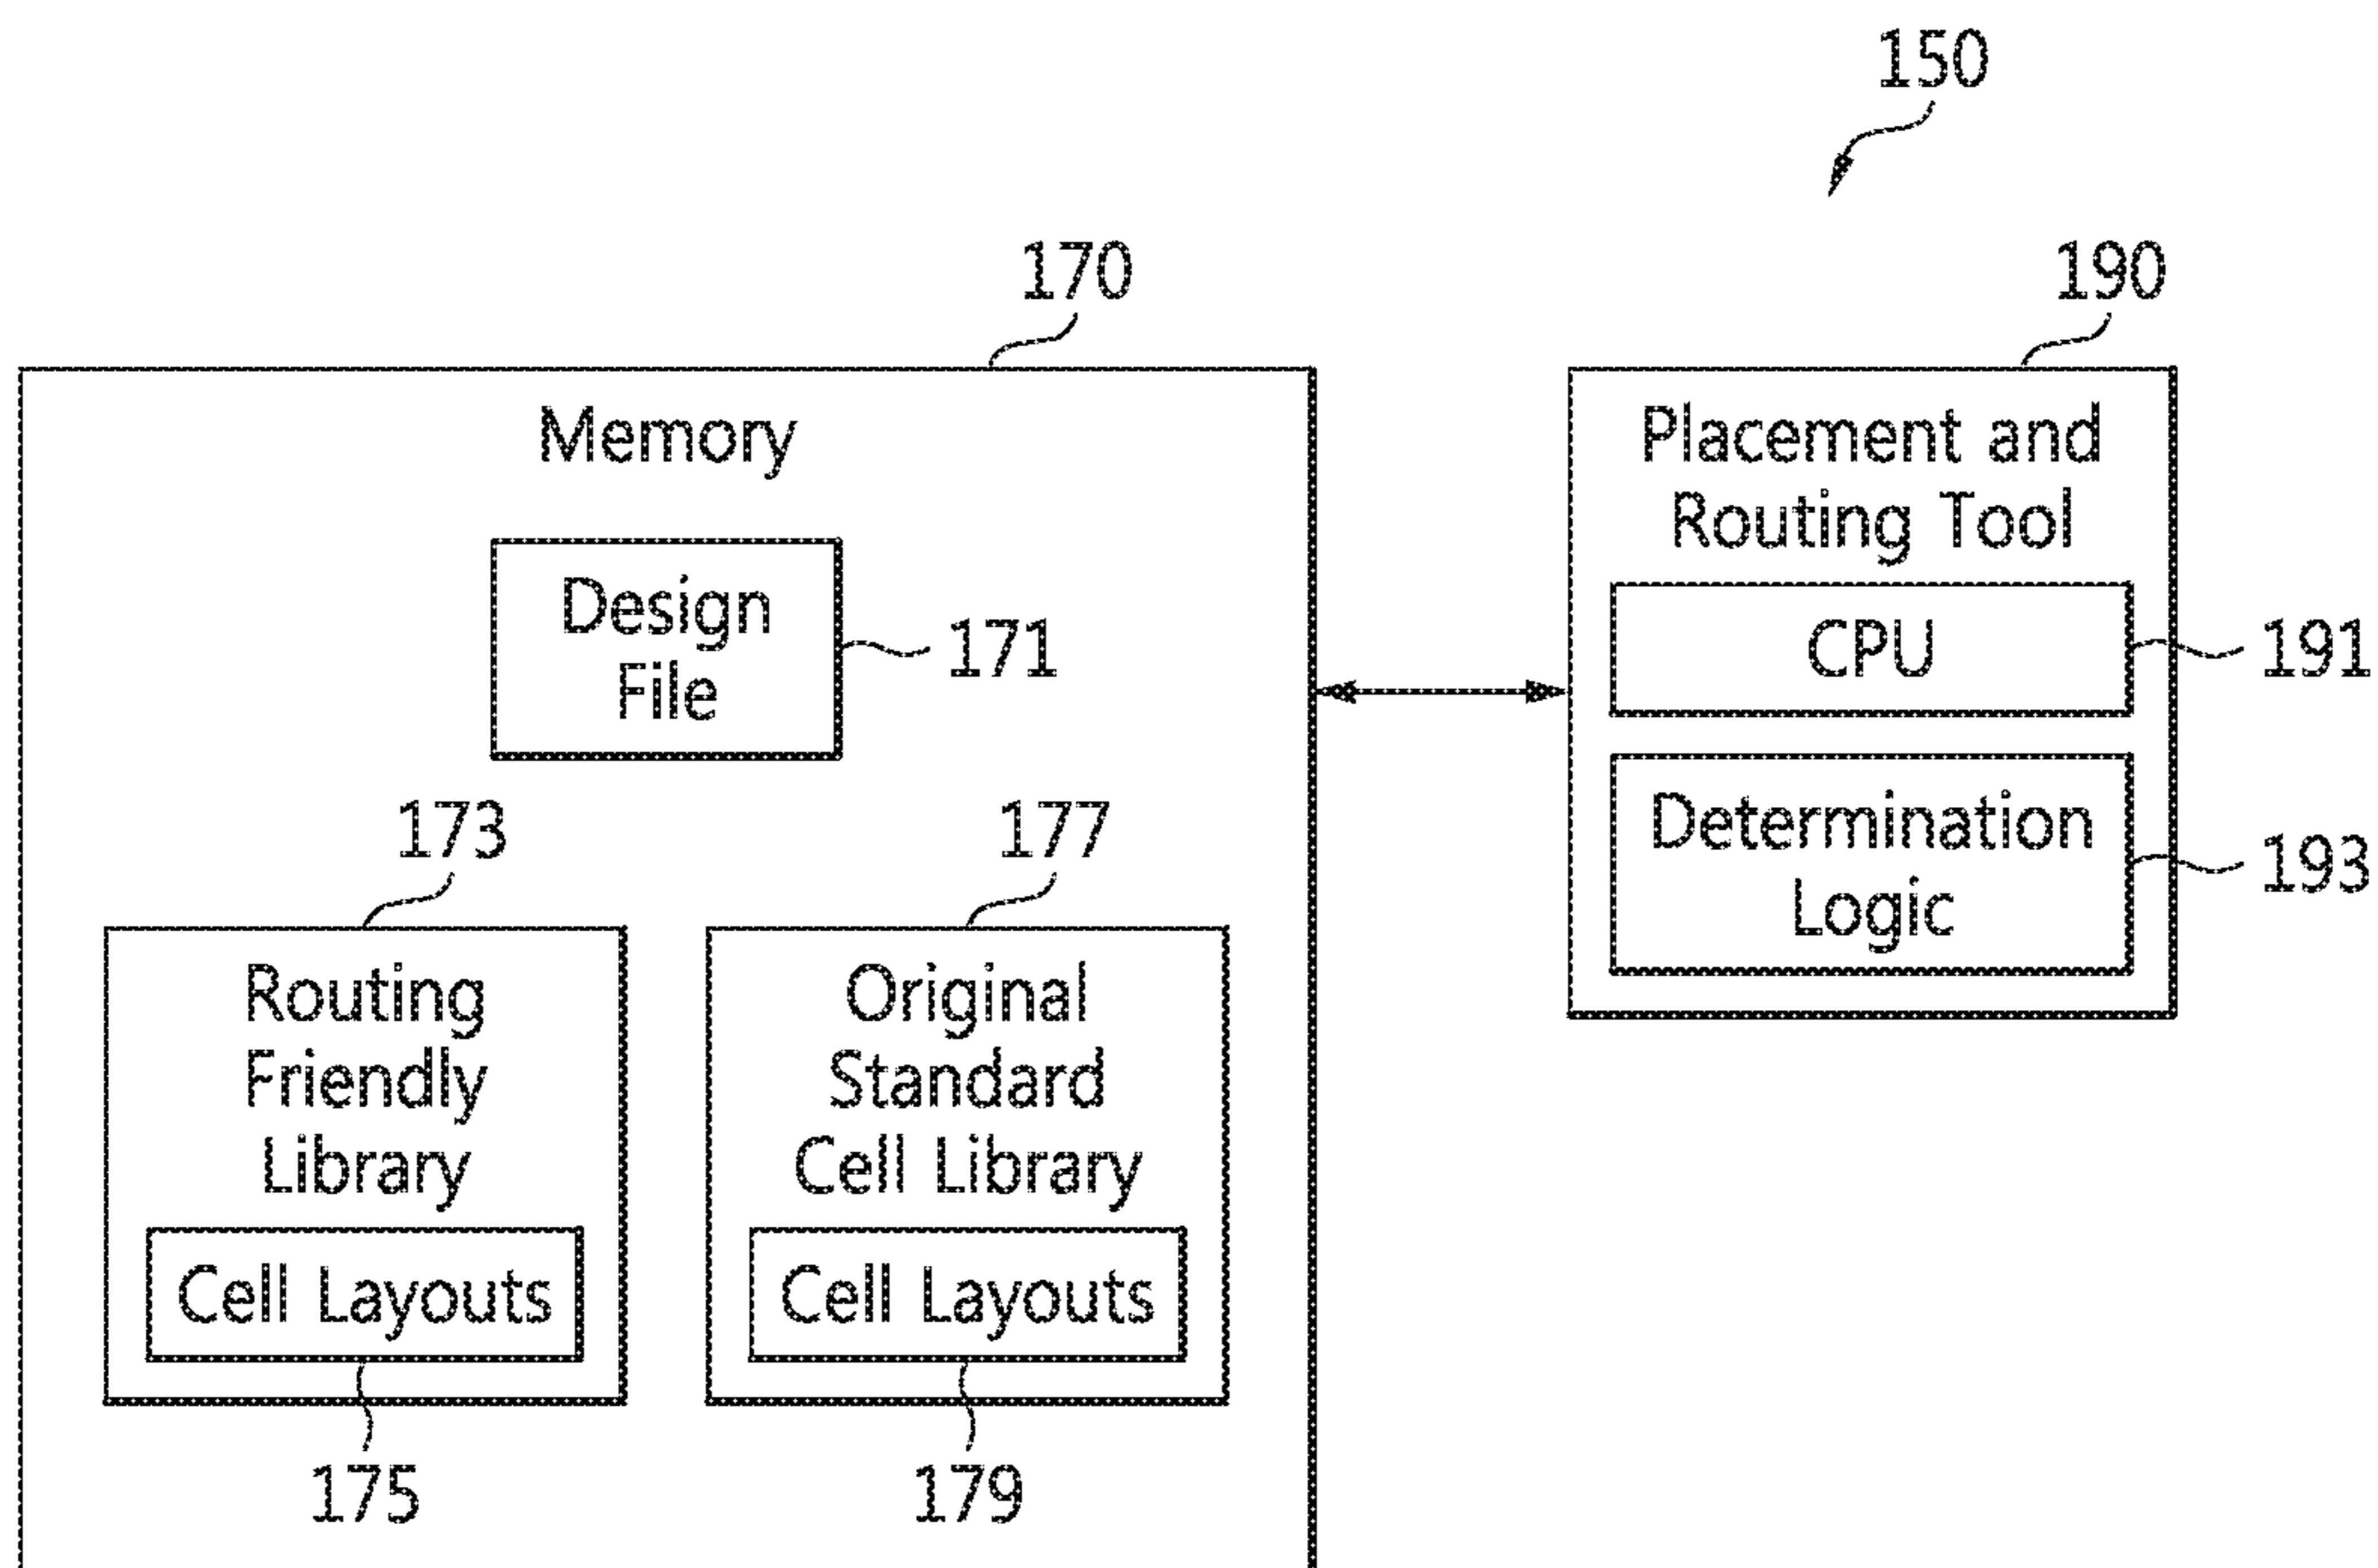 150
170
190
Memory
Placement and
Routing Tool
Design
File
171
CPU
191
Determination
Logic
193
173
177
Routing
Friendly
Library
Cell Layouts
Original
Standard
Cell Library
Cell Layouts
175
179